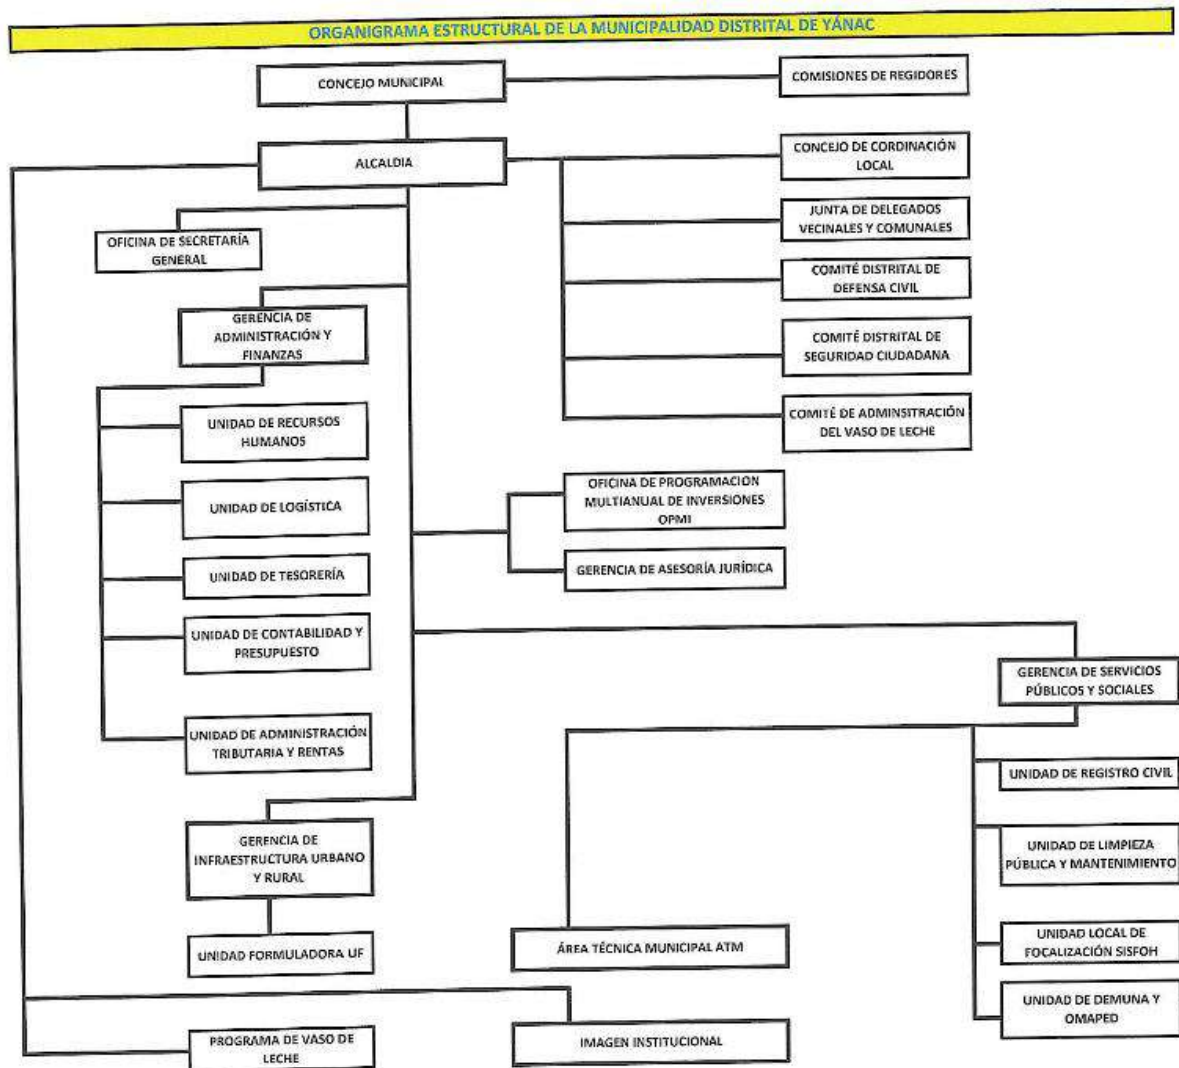 ORGANIGRAMA ESTRUCTURAL DE LA MUNICIPALIDAD DISTRITAL DE YÁNAC
CONCEJO MUNICIPAL
COMISIONES DE REGIDORES
ALCALDIA
CONCEJO DE CORDINACIÓN
LOCAL
JUNTA DE DELEGADOS
VECINALES Y COMUNALES
OFICINA DE SECRETARÍA
GENERAL
COMITÉ DISTRITAL DE
DEFENSA CIVIL
GERENCIA DE
ADMINISTRACIÓN Y
FINANZAS
COMITÉ DISTRITAL DE
SEGURIDAD CIUDADANA
COMITÉ DE ADMINSITRACIÓN
DEL VASO DE LECHE
UNIDAD DE RECURSOS
HUMANOS
UNIDAD DE LOGÍSTICA
OFICINA DE PROGRAMACION
MULTIANUAL DE INVERSIONES
OPMI
GERENCIA DE ASESORÍA JURÍDICA
UNIDAD DE TESORERÍA
UNIDAD DE CONTABILIDAD Y
PRESUPUESTO
GERENCIA DE SERVICIOS
PÚBLICOS Y SOCIALES
UNIDAD DE ADMINISTRACIÓN
TRIBUTARIA Y RENTAS
UNIDAD DE REGISTRO CIVIL
GERENCIA DE
INFRAESTRUCTURA URBANO
Y RURAL
UNIDAD DE LIMPIEZA
PÚBLICA Y MANTENIMIENTO
UNIDAD FORMULADORA UF
ÁREA TÉCNICA MUNICIPAL ATM
UNIDAD LOCAL DE
FOCALIZACIÓN SISFOH
UNIDAD DE DEMUNA Y
OMAPED
PROGRAMA DE VASO DE
LECHE
IMAGEN INSTITUCIONAL